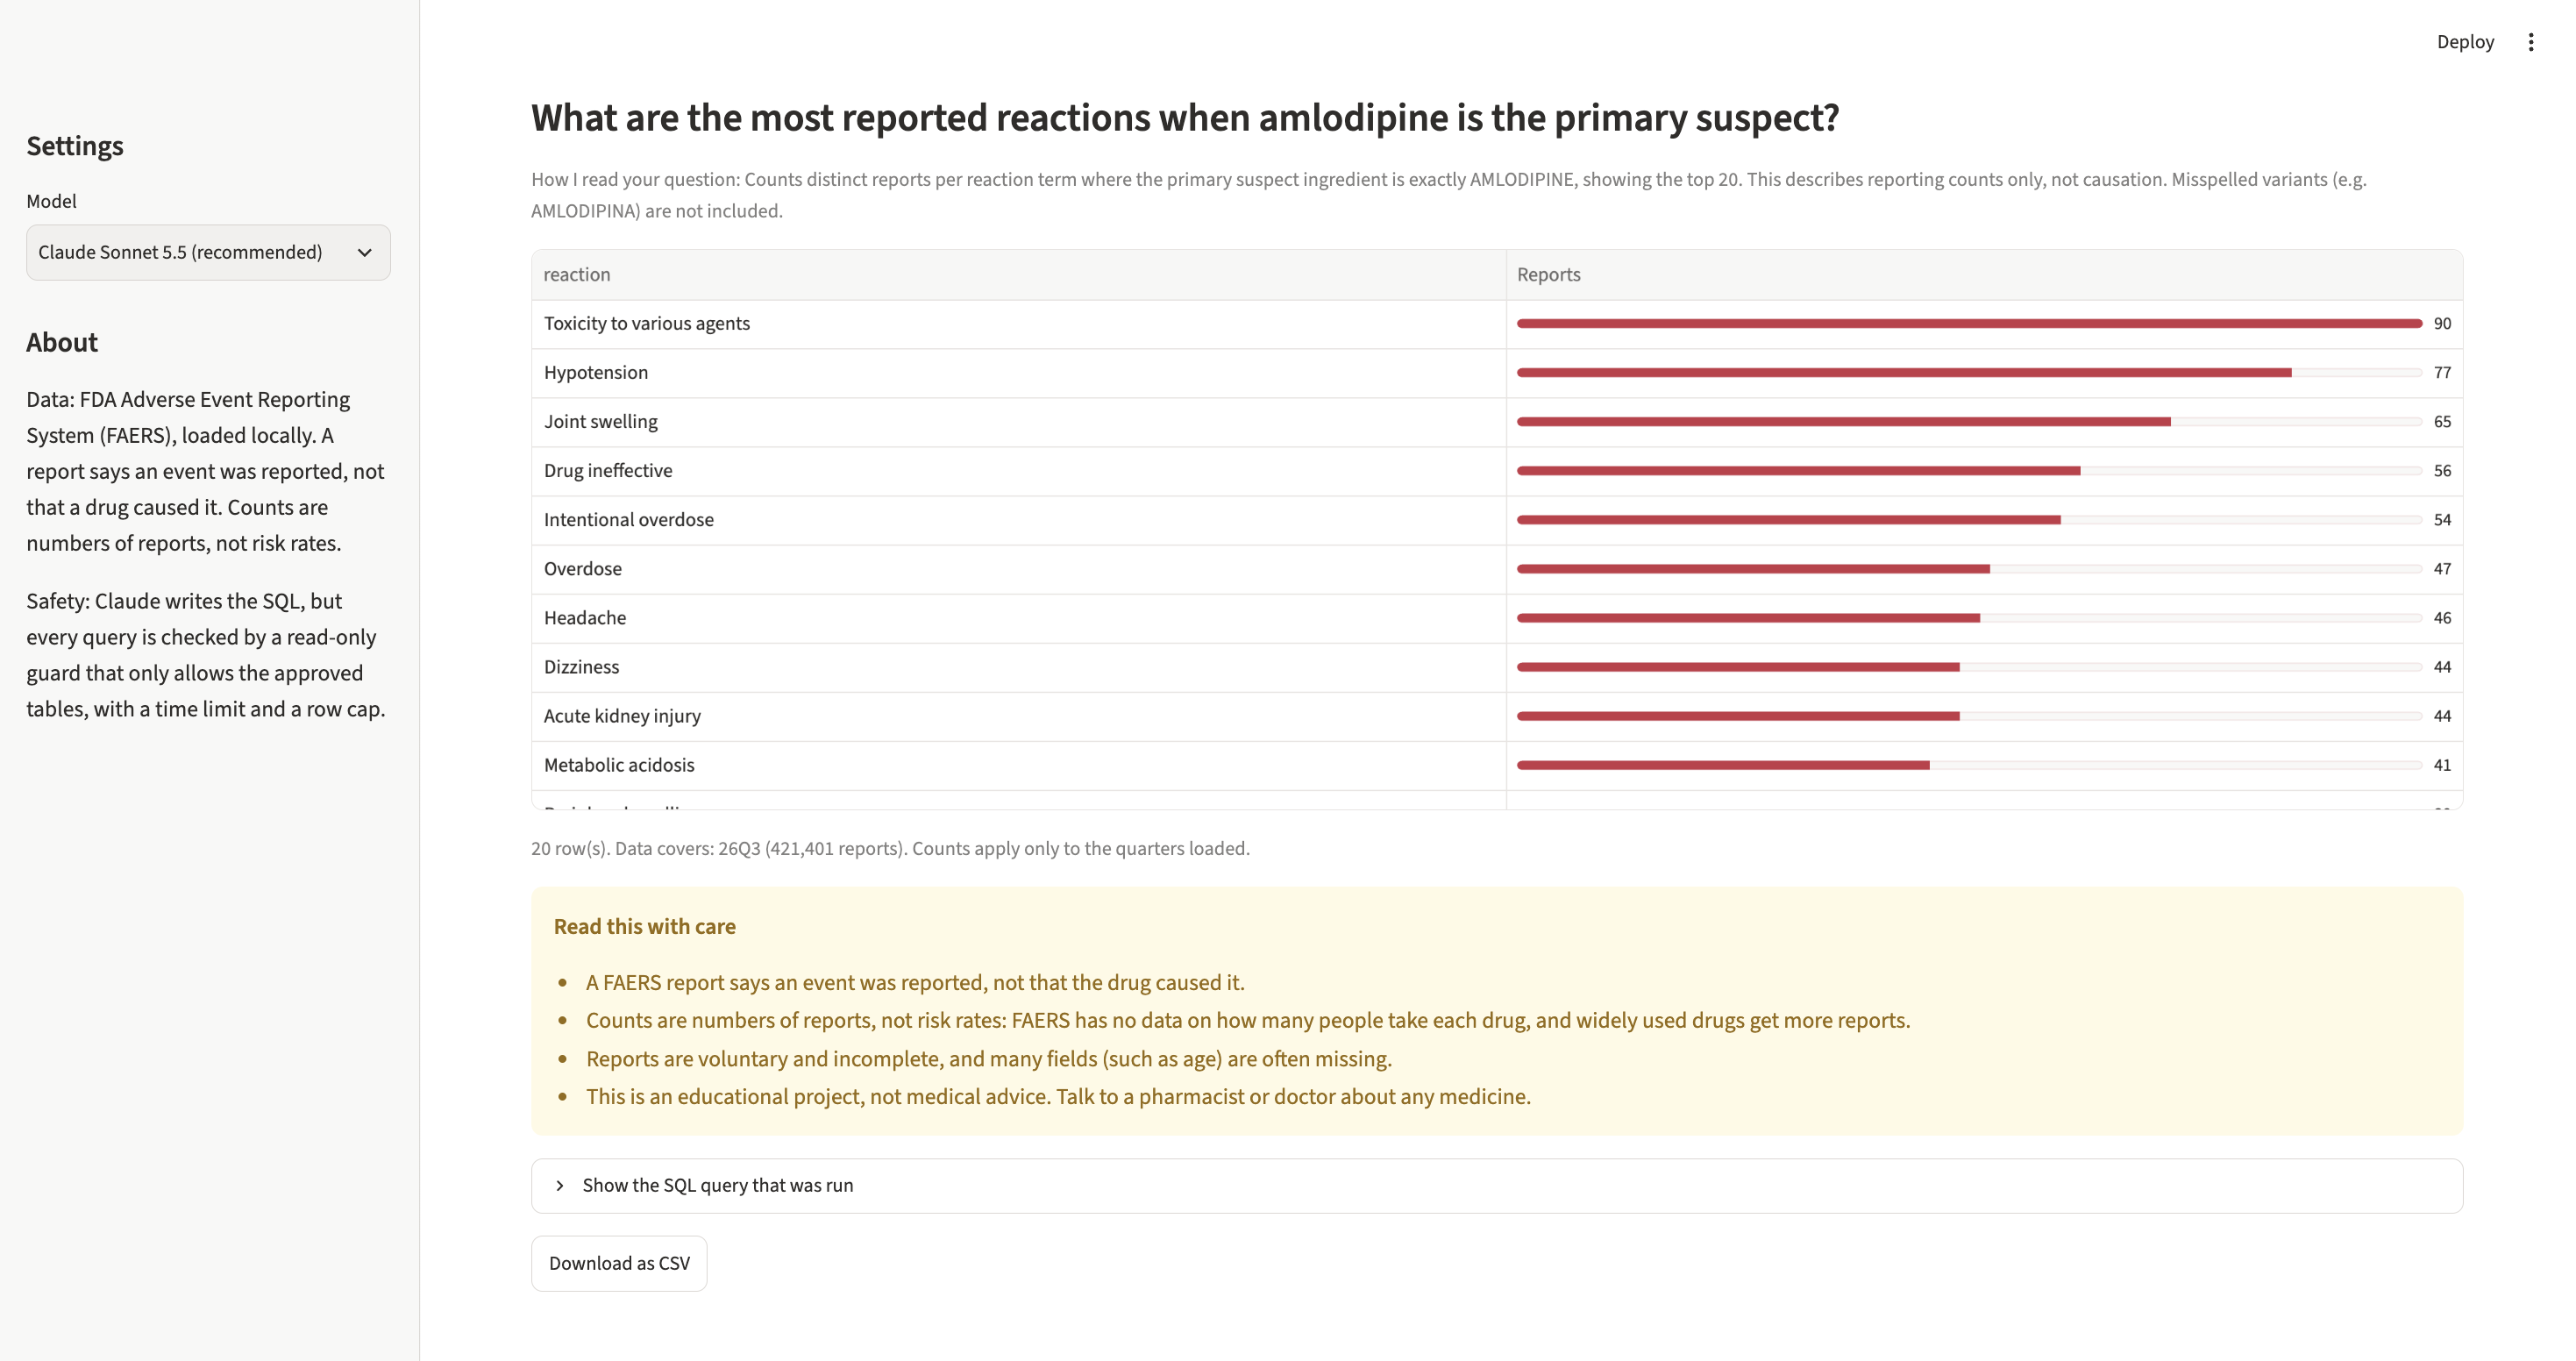 Deploy
Settings
Model
Claude Sonnet 5.5 (recommended)
About
Data: FDA Adverse Event Reporting
System (FAERS), loaded locally. A
report says an event was reported, not
that a drug caused it. Counts are
numbers of reports, not risk rates.
Safety: Claude writes the SQL, but
every query is checked by a read-only
guard that only allows the approved
tables, with a time limit and a row cap.
What are the most reported reactions when amlodipine is the primary suspect?
How I read your question: Counts distinct reports per reaction term where the primary suspect ingredient is exactly AMLODIPINE, showing the top 20. This describes reporting counts only, not causation. Misspelled variants (e.g.
AMLODIPINA) are not included.
reaction Reports
Toxicity to various agents 90
Hypotension 77
Joint swelling 65
Drug ineffective 56
Intentional overdose 54
Overdose 47
Headache 46
Dizziness 44
Acute kidney injury 44
Metabolic acidosis 41
20 row(s). Data covers: 26Q3 (421,401 reports). Counts apply only to the quarters loaded.
Read this with care
• A FAERS report says an event was reported, not that the drug caused it.
• Counts are numbers of reports, not risk rates: FAERS has no data on how many people take each drug, and widely used drugs get more reports.
• Reports are voluntary and incomplete, and many fields (such as age) are often missing.
• This is an educational project, not medical advice. Talk to a pharmacist or doctor about any medicine.
Show the SQL query that was run
Download as CSV